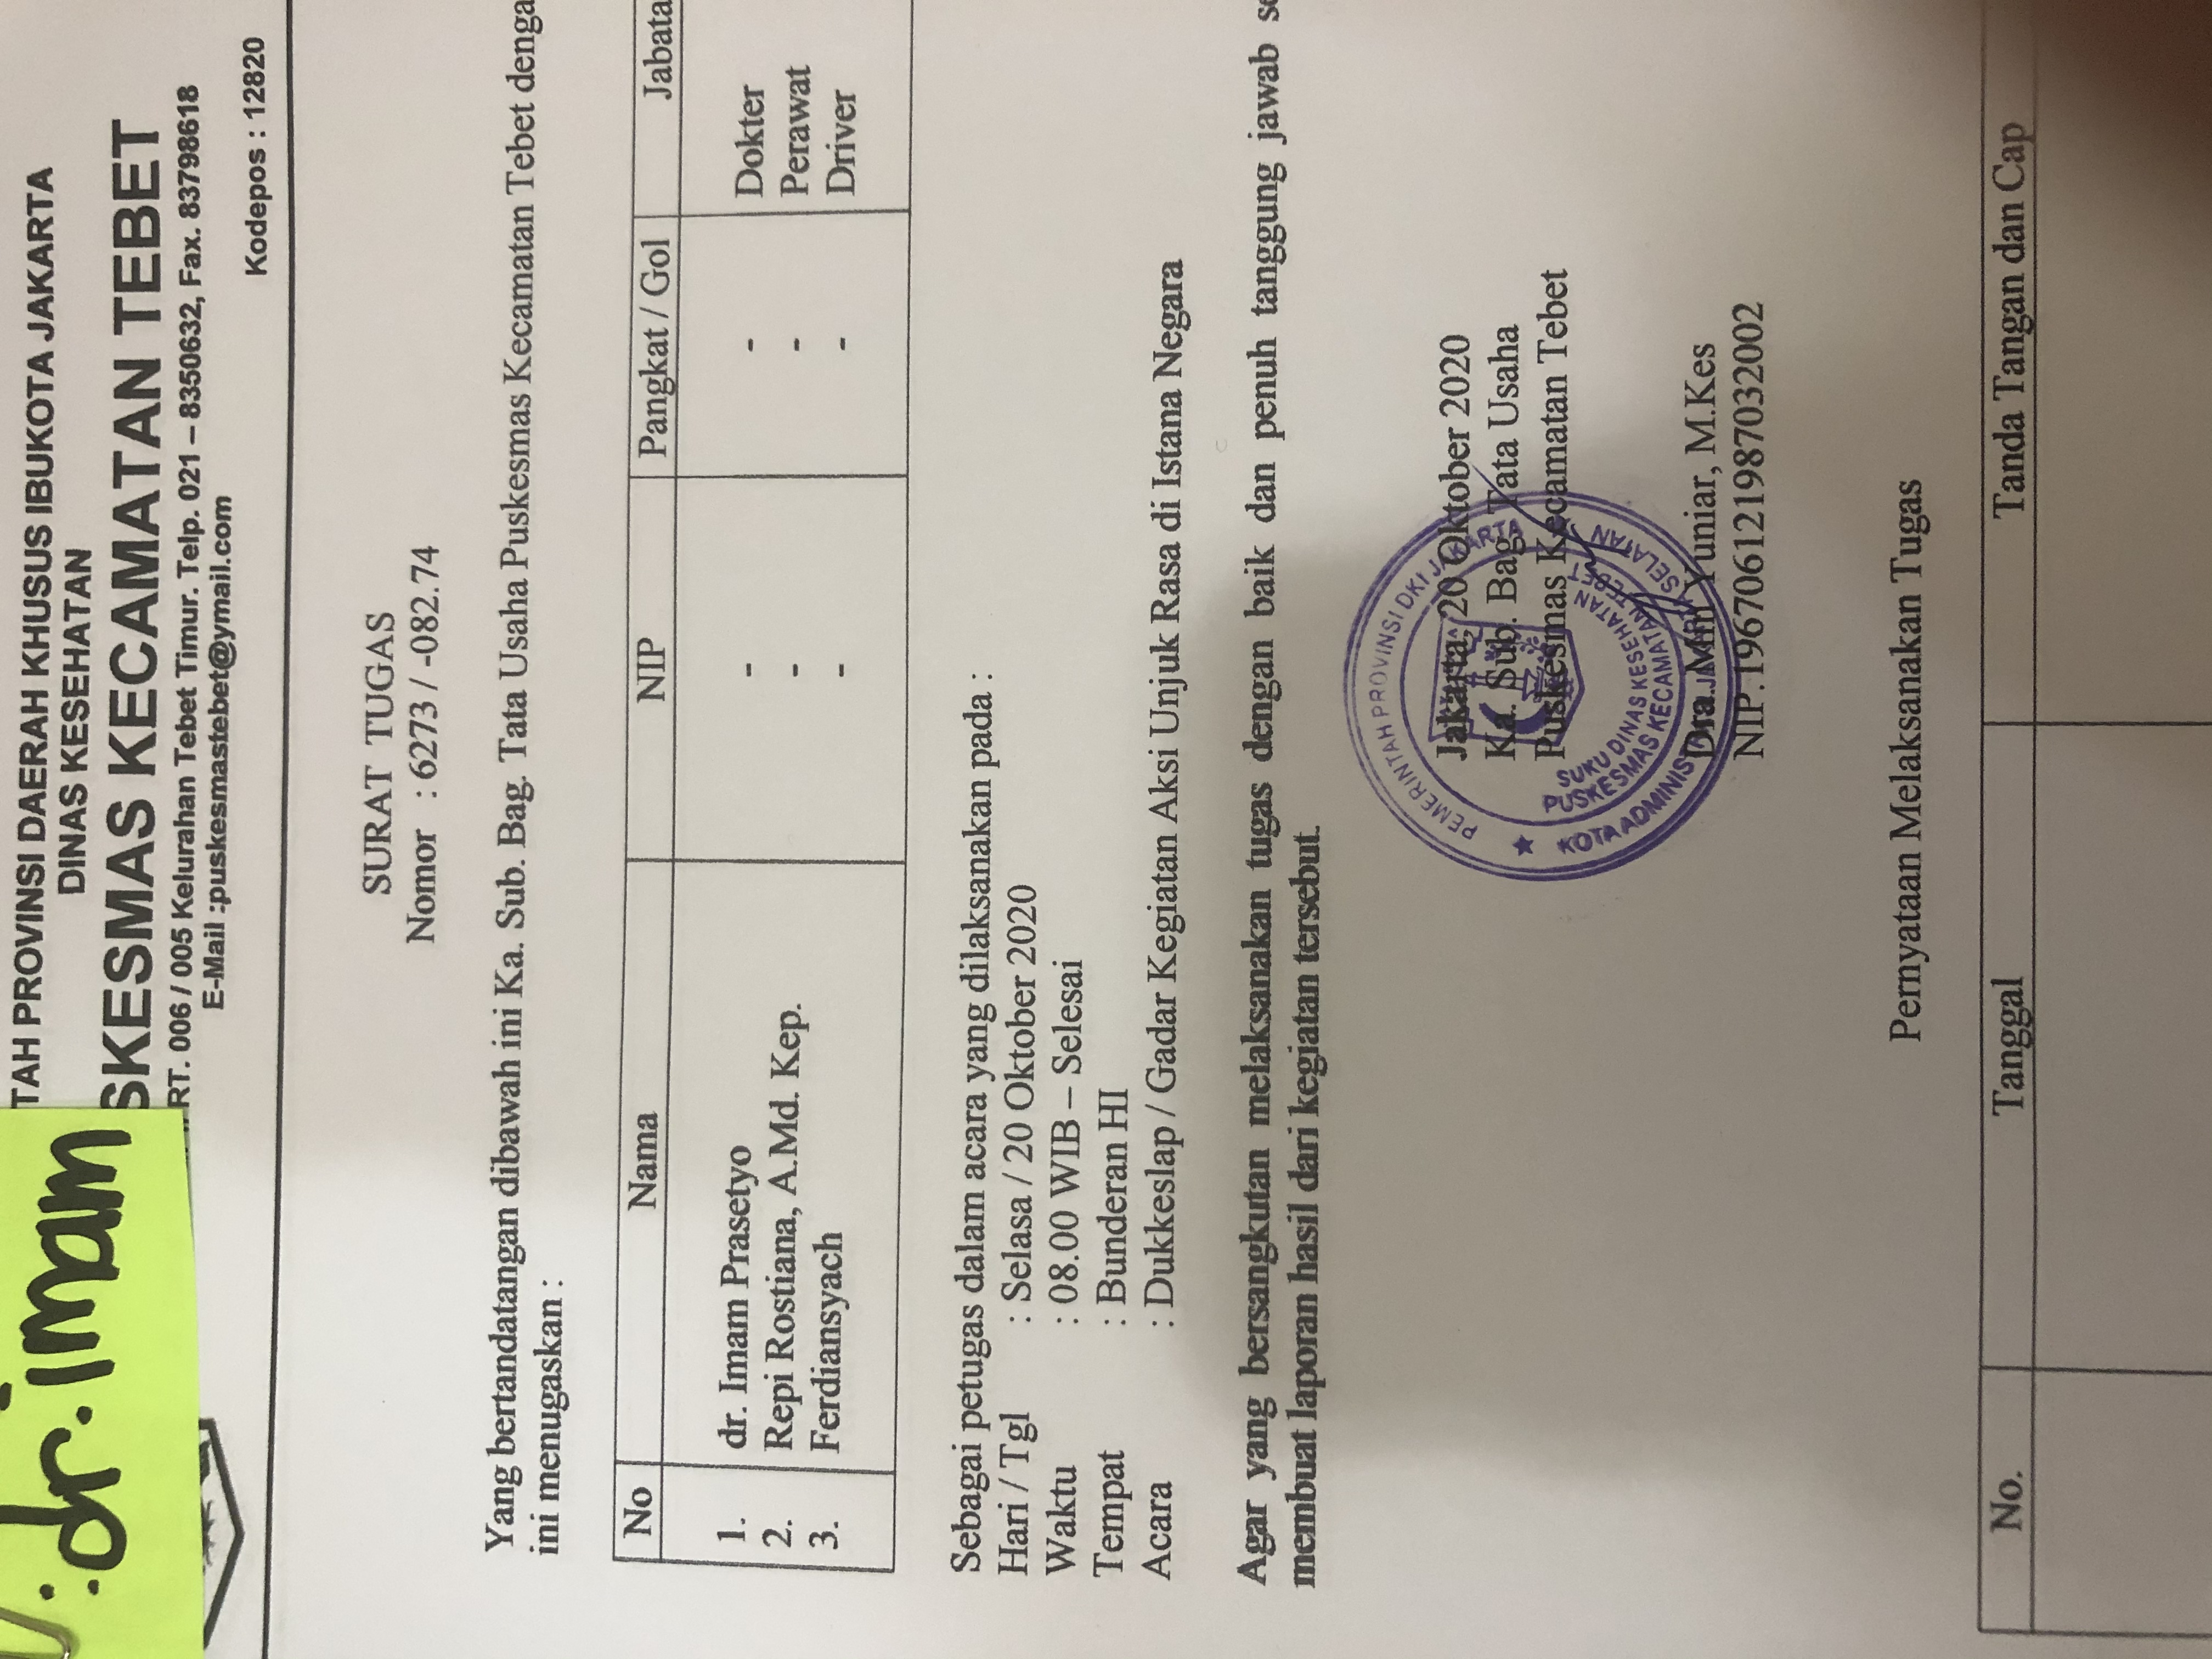 : dr. imam
TAH PROVINSI DAERAH KHUSUS IBUKOTA JAKARTA
DINAS KESEHATAN
SKESMAS KECAMATAN TEBET
RT. 006 / 005 Kelurahan Tebet Timur. Telp. 021 – 8350632, Fax. 83798618
E-Mail :puskesmastebet@ymail.com
Kodepos : 12820
SURAT TUGAS
Nomor : 6273 / -082.74
Yang bertandatangan dibawah ini Ka. Sub. Bag. Tata Usaha Puskesmas Kecamatan Tebet denga
ini menugaskan :
No Nama NIP Pangkat / Gol Jabata
1. dr. Imam Prasetyo - - Dokter
2. Repi Rostiana, A.Md. Kep. - - Perawat
3. Ferdiansyach - - Driver
Sebagai petugas dalam acara yang dilaksanakan pada :
Hari / Tgl : Selasa / 20 Oktober 2020
Waktu : 08.00 WIB – Selesai
Tempat : Bunderan HI
Acara : Dukkeslap / Gadar Kegiatan Aksi Unjuk Rasa di Istana Negara
Agar yang bersangkutan melaksanakan tugas dengan baik dan penuh tanggung jawab se
membuat laporan hasil dari kegiatan tersebut.
PEMERINTAH PROVINSI DKI JAKARTA
SUKU DINAS KESEHATAN
PUSKESMAS KECAMATAN TEBET
KOTA ADMINISTRASI JAKARTA SELATAN
Jakarta, 20 Oktober 2020
Ka. Sub. Bag. Tata Usaha
Puskesmas Kecamatan Tebet
Dra. Min Yuniar, M.Kes
NIP.196706121987032002
Pernyataan Melaksanakan Tugas
No. Tanggal Tanda Tangan dan Cap